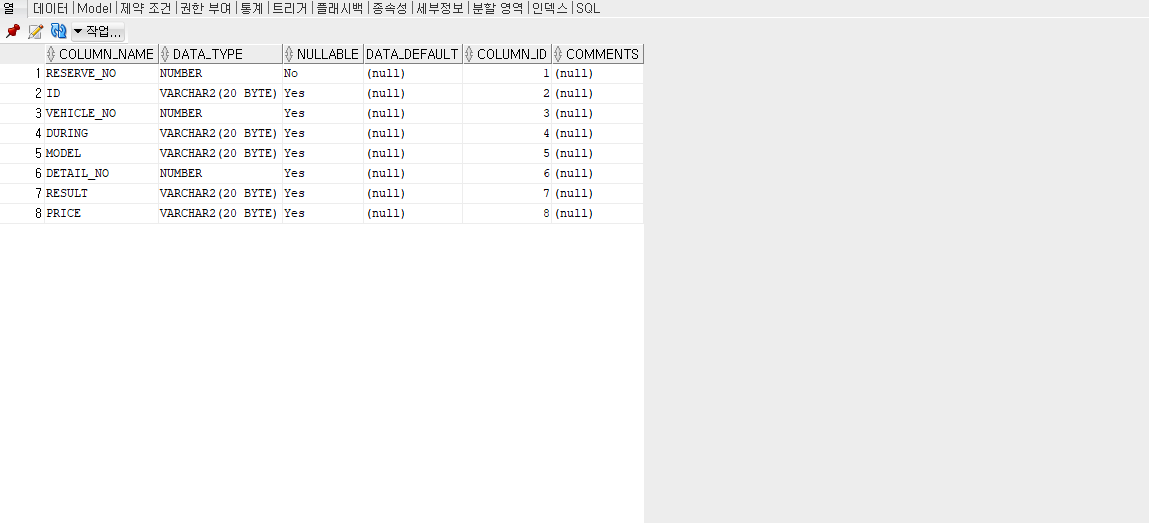 열 데이터 Model 제약 조건 권한 부여 통계 트리거 플래시백 종속성 세부정보 분할 영역 인덱스 SQL
작업...
COLUMN_NAME DATA_TYPE NULLABLE DATA_DEFAULT COLUMN_ID COMMENTS
1 RESERVE_NO NUMBER No (null) 1 (null)
2 ID VARCHAR2(20 BYTE) Yes (null) 2 (null)
3 VEHICLE_NO NUMBER Yes (null) 3 (null)
4 DURING VARCHAR2(20 BYTE) Yes (null) 4 (null)
5 MODEL VARCHAR2(20 BYTE) Yes (null) 5 (null)
6 DETAIL_NO NUMBER Yes (null) 6 (null)
7 RESULT VARCHAR2(20 BYTE) Yes (null) 7 (null)
8 PRICE VARCHAR2(20 BYTE) Yes (null) 8 (null)